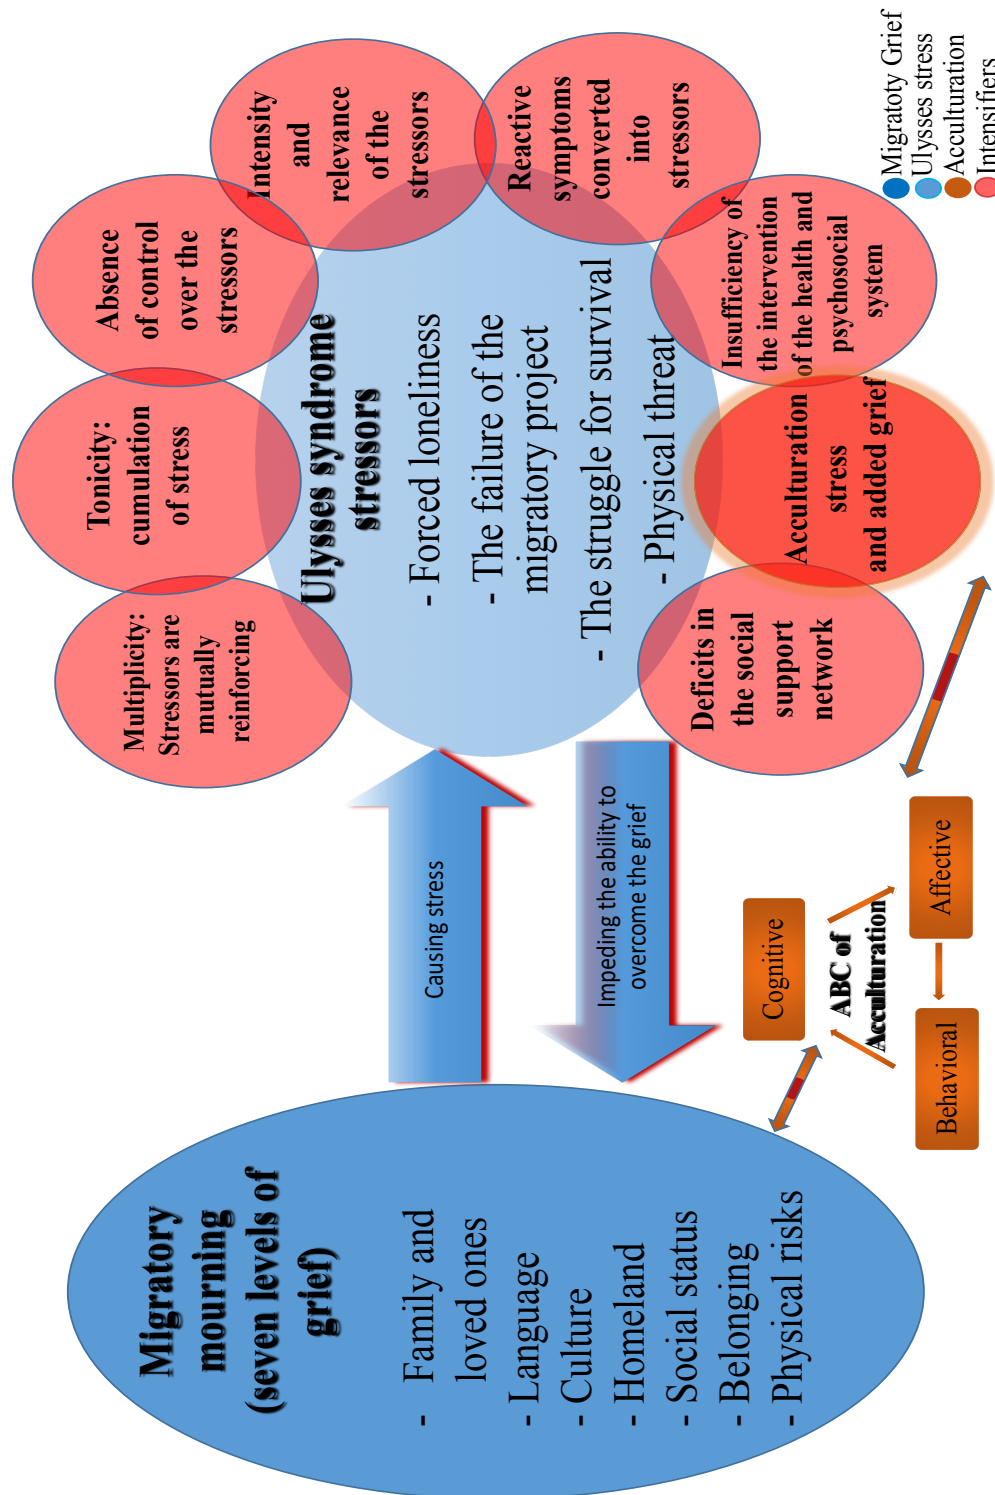 Migratory
mourning
(seven levels of
grief)
- Family and
loved ones
- Language
- Culture
- Homeland
- Social status
- Belonging
- Physical risks
Causing stress
Impeding the ability to
overcome the grief
Cognitive
ABC of
Acculturation
Behavioral
Affective
Ulysses syndrome
stressors
- Forced loneliness
- The failure of the
migratory project
- The struggle for survival
- Physical threat
Multiplicity:
Stressors are
mutually
reinforcing
Tonicity:
cumulation
of stress
Absence
of control
over the
stressors
Intensity
and
relevance
of the
stressors
Reactive
symptoms
converted
into
stressors
Insufficiency of
the intervention
of the health and
psychosocial
system
Acculturation
stress
and added grief
Deficits in
the social
support
network
Migratoty Grief
Ulysses stress
Acculturation
Intensifiers